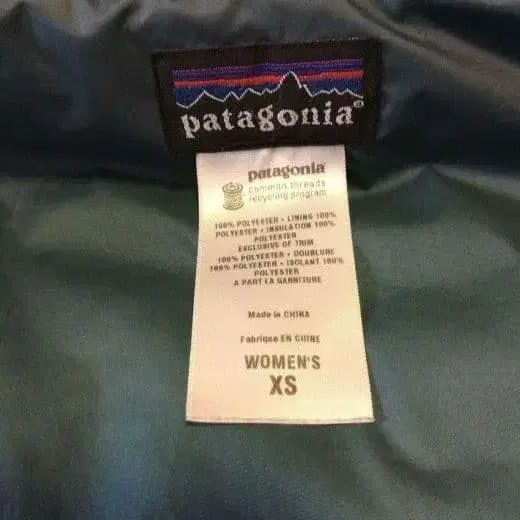 patagonia®
patagonia
common threads
recycling program
100% POLYESTER • LINING 100%
POLYESTER • INSULATION 100%
POLYESTER
EXCLUSIVE OF TRIM
100% POLYESTER • DOUBLURE
100% POLYESTER • ISOLANT 100%
POLYESTER
A PART LA GARNITURE
Made in CHINA
Fabrique EN CHINE
WOMEN'S
XS